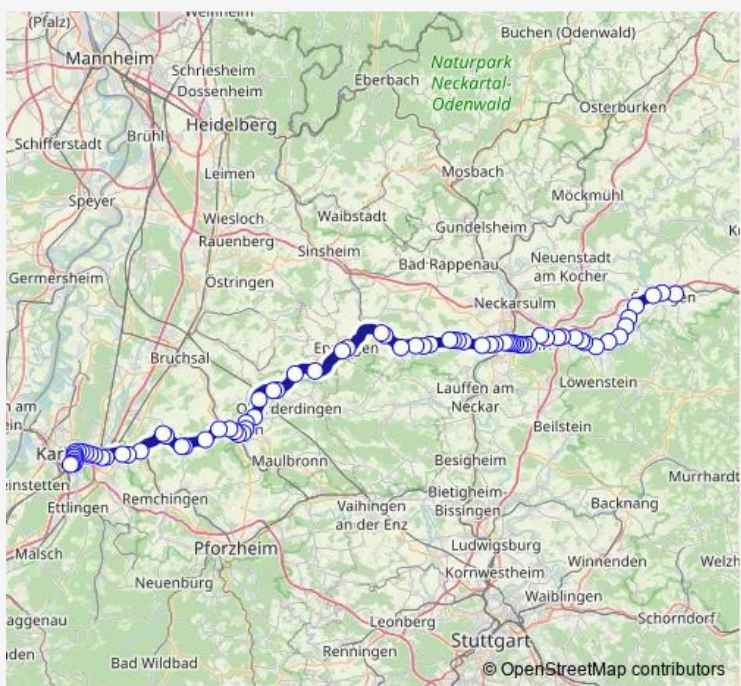 (Pfalz)
Weinheim
Buchen (Odenwald)
Mannheim
Schriesheim
Dossenheim
Eberbach
Naturpark
Neckartal-
Odenwald
Osterburken
Heidelberg
Brühl
Schifferstadt
Leimen
Mosbach
Speyer
Möckmühl
Wiesloch
Rauenberg
Waibstadt
Gundelsheim
Sinsheim
Bad Rappenau
Neuenstadt
am Kocher
Germersheim
Östringen
Neckarsulm
Bruchsal
Löwenstein
Lauffen am
Neckar
Beilstein
Maulbronn
Besigheim
Remchingen
Murrhardt
Ettlingen
Vaihingen
an der Enz
Bietigheim-
Bissingen
Backnang
Malsch
Pforzheim
Ludwigsburg
Winnenden
Welzh
Neuenbürg
Kornwestheim
Waiblingen
aggenau
Leonberg
Schorndorf
Stuttgart
Renningen
Bad Wildbad
© OpenStreetMap contributors